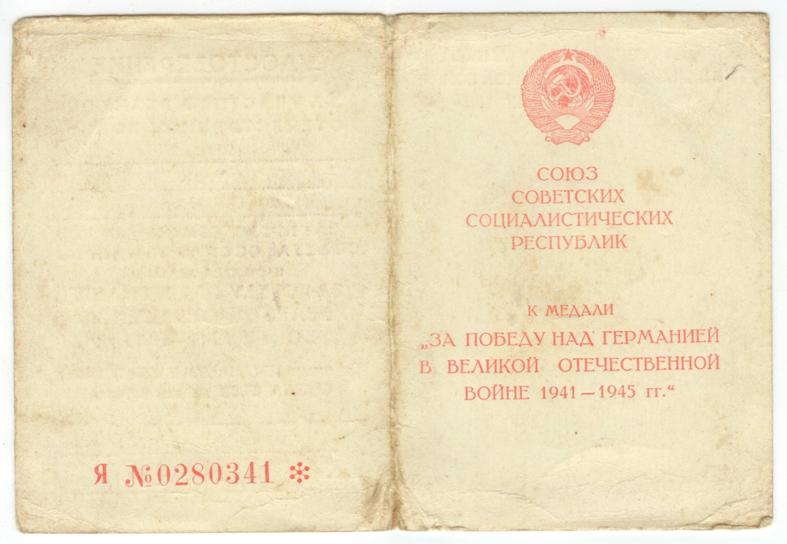 Я №0280341 *
СОЮЗ
СОВЕТСКИХ
СОЦИАЛИСТИЧЕСКИХ
РЕСПУБЛИК
К МЕДАЛИ
„ЗА ПОБЕДУ НАД ГЕРМАНИЕЙ
В ВЕЛИКОЙ ОТЕЧЕСТВЕННОЙ
ВОЙНЕ 1941—1945 гг.“